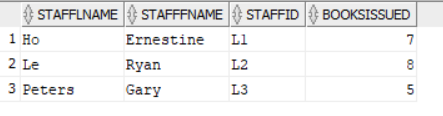 STAFFLNAME STAFFFNAME STAFFID BOOKSISSUED
1 Ho Ernestine L1 7
2 Le Ryan L2 8
3 Peters Gary L3 5